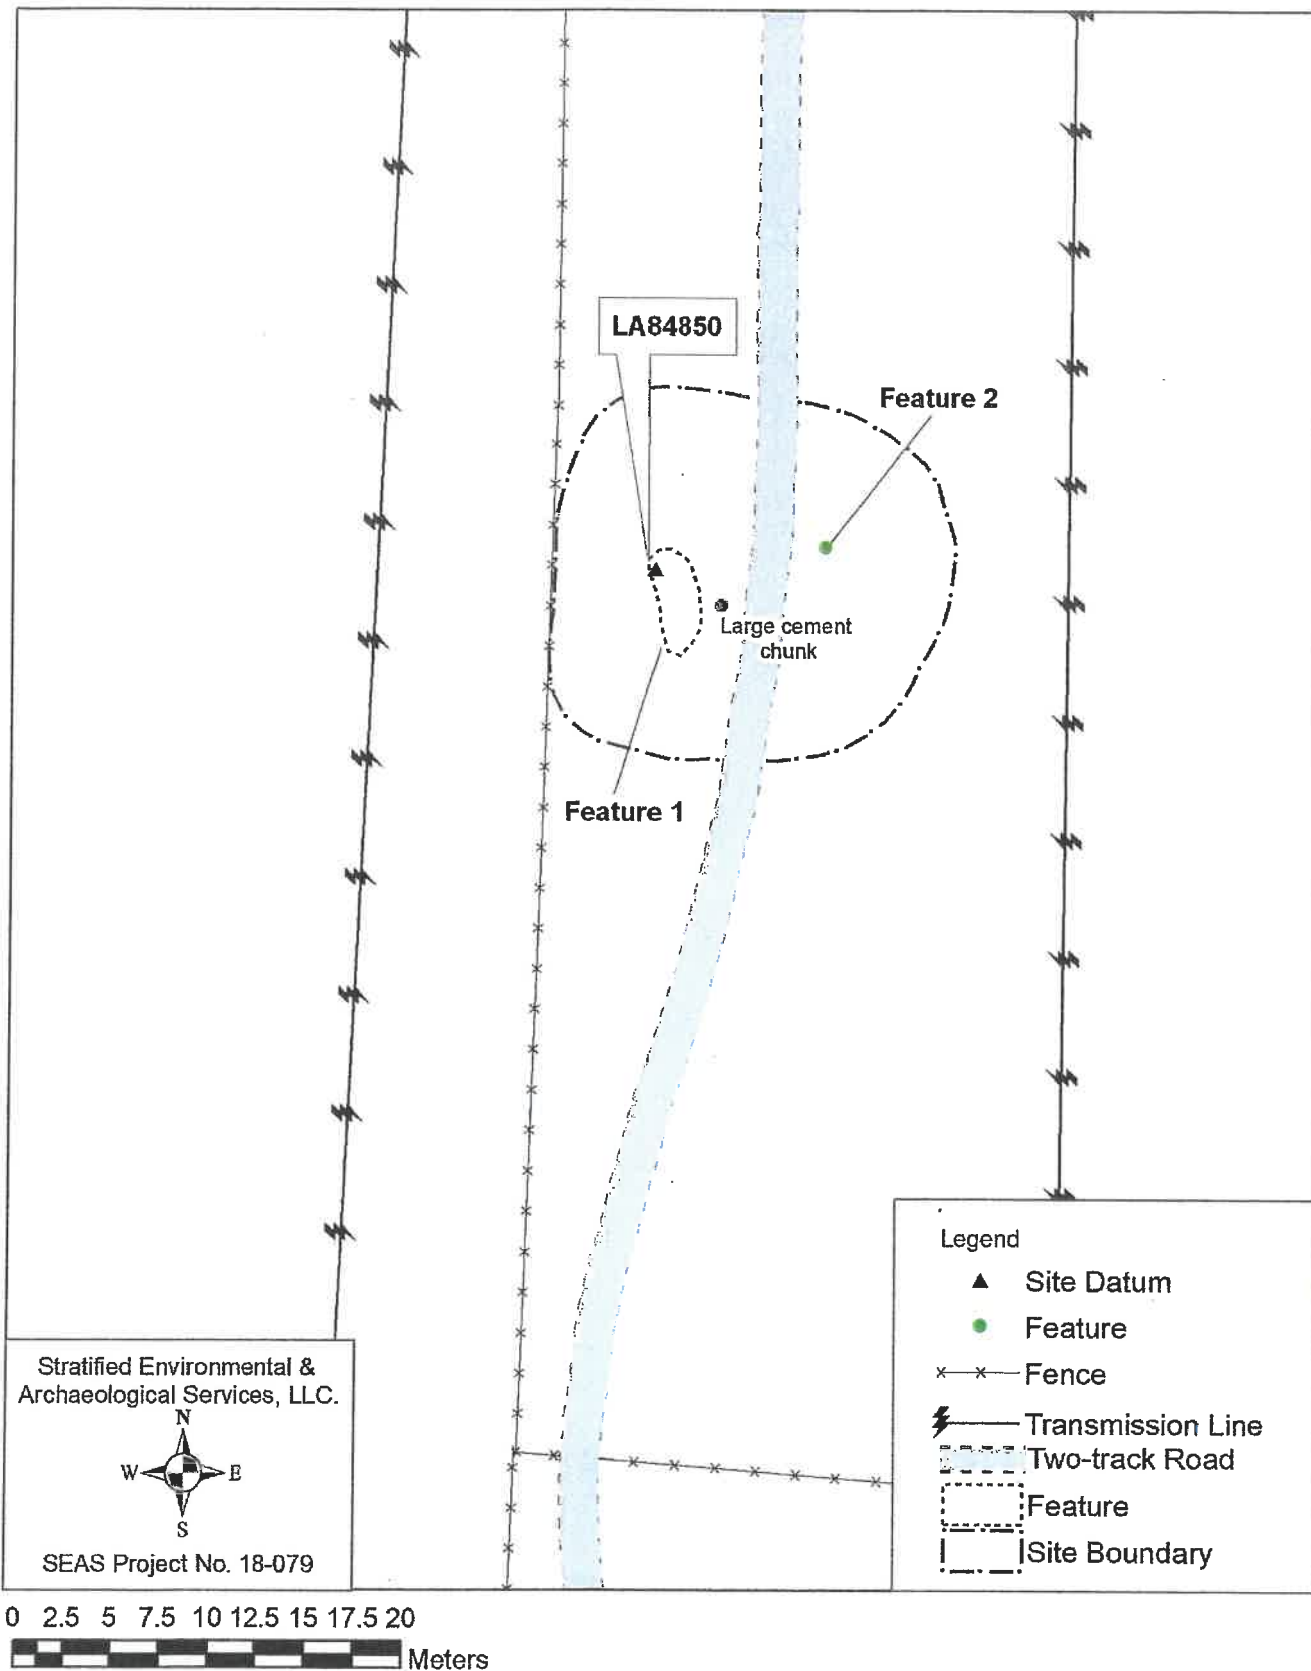 LA84850
Feature 2
Large cement
chunk
Feature 1
Legend
Site Datum
Feature
Fence
Transmission Line
Two-track Road
Feature
Site Boundary
Stratified Environmental &
Archaeological Services, LLC.
N
W E
S
SEAS Project No. 18-079
0 2.5 5 7.5 10 12.5 15 17.5 20
Meters